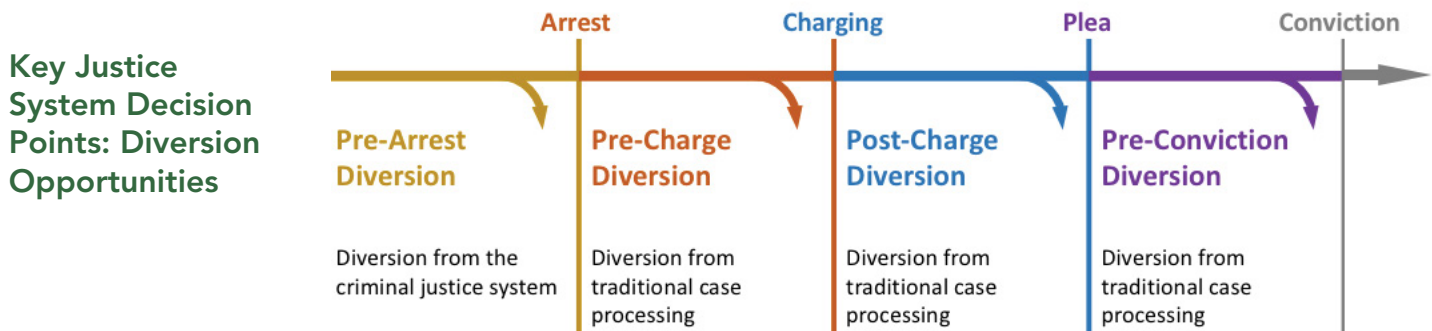 Key Justice
System Decision
Points: Diversion
Opportunities
Arrest
Charging
Plea
Conviction
Pre-Arrest
Diversion
Diversion from the
criminal justice system
Pre-Charge
Diversion
Diversion from
traditional case
processing
Post-Charge
Diversion
Diversion from
traditional case
processing
Pre-Conviction
Diversion
Diversion from
traditional case
processing